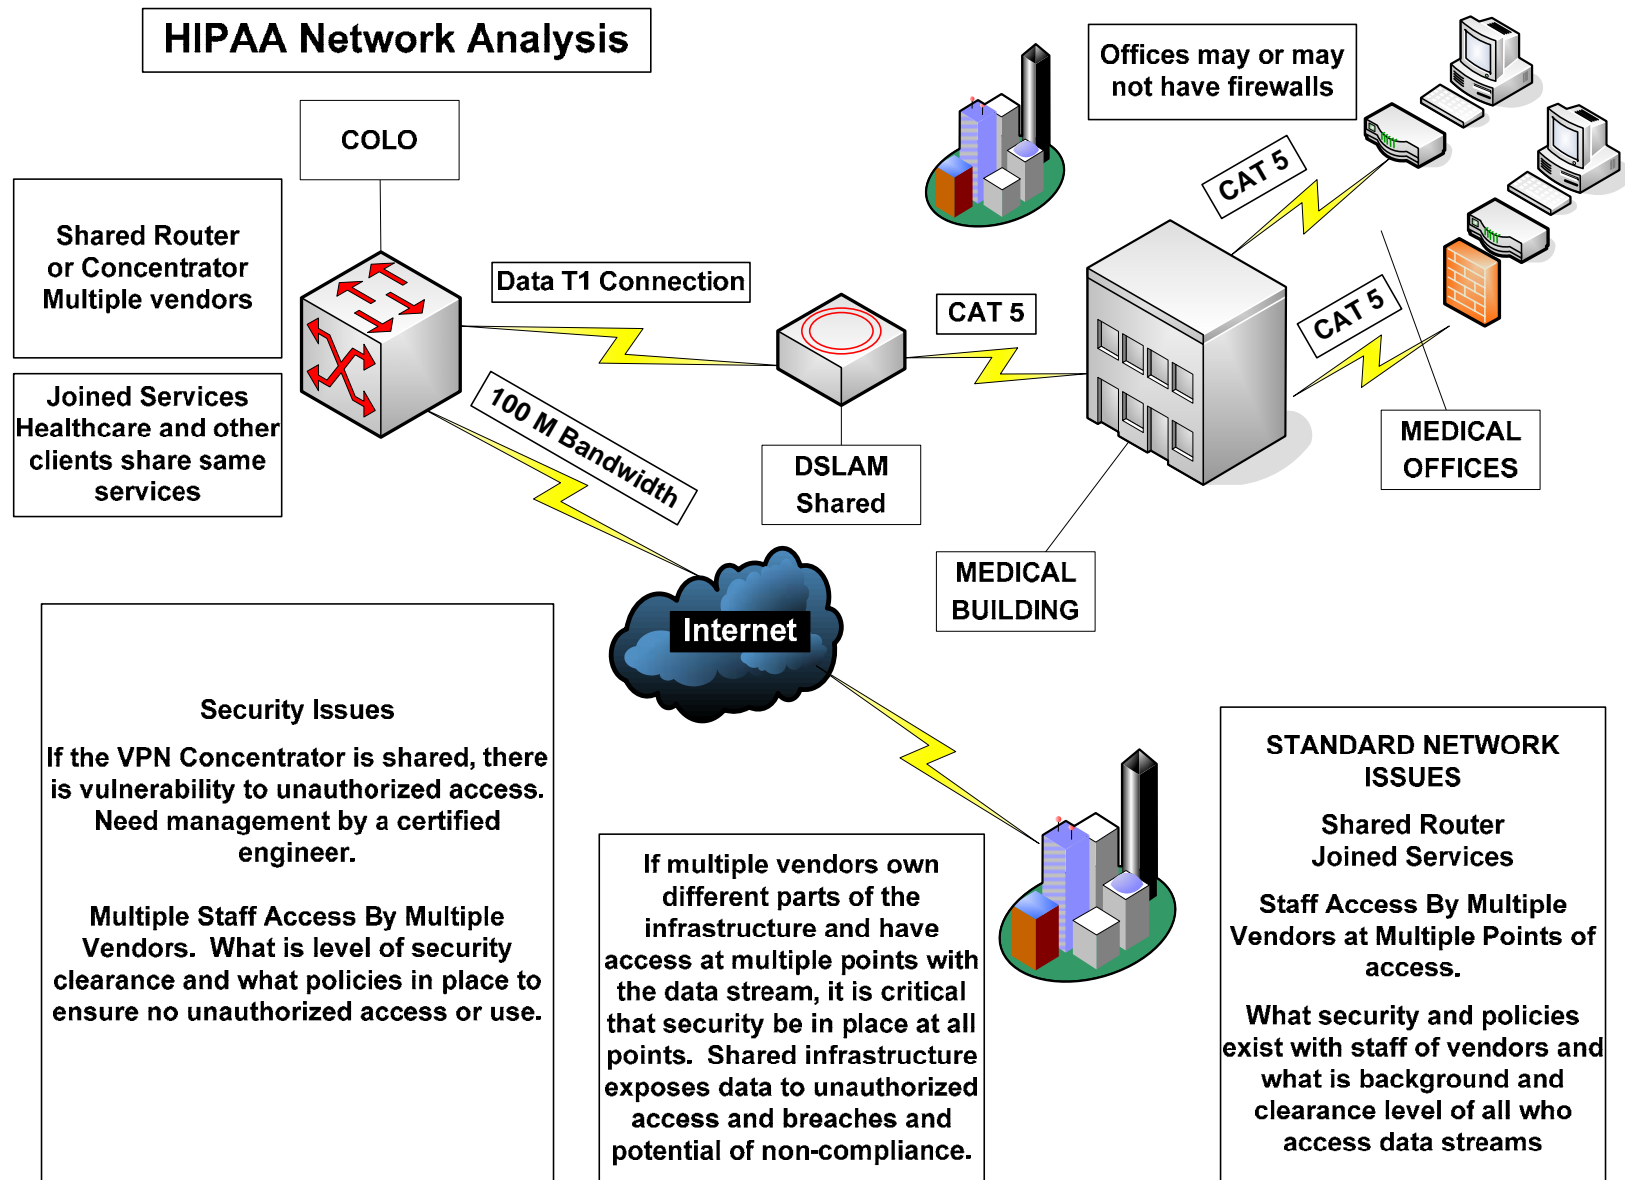 HIPAA Network Analysis
COLO
Offices may or may
not have firewalls
Shared Router
or Concentrator
Multiple vendors
Data T1 Connection
CAT 5
CAT 5
CAT 5
Joined Services
Healthcare and other
clients share same
services
100 M Bandwidth
DSLAM
Shared
MEDICAL
OFFICES
MEDICAL
BUILDING
Internet
Security Issues
If the VPN Concentrator is shared, there
is vulnerability to unauthorized access.
Need management by a certified
engineer.
Multiple Staff Access By Multiple
Vendors. What is level of security
clearance and what policies in place to
ensure no unauthorized access or use.
If multiple vendors own
different parts of the
infrastructure and have
access at multiple points with
the data stream, it is critical
that security be in place at all
points. Shared infrastructure
exposes data to unauthorized
access and breaches and
potential of non-compliance.
STANDARD NETWORK
ISSUES
Shared Router
Joined Services
Staff Access By Multiple
Vendors at Multiple Points of
access.
What security and policies
exist with staff of vendors and
what is background and
clearance level of all who
access data streams